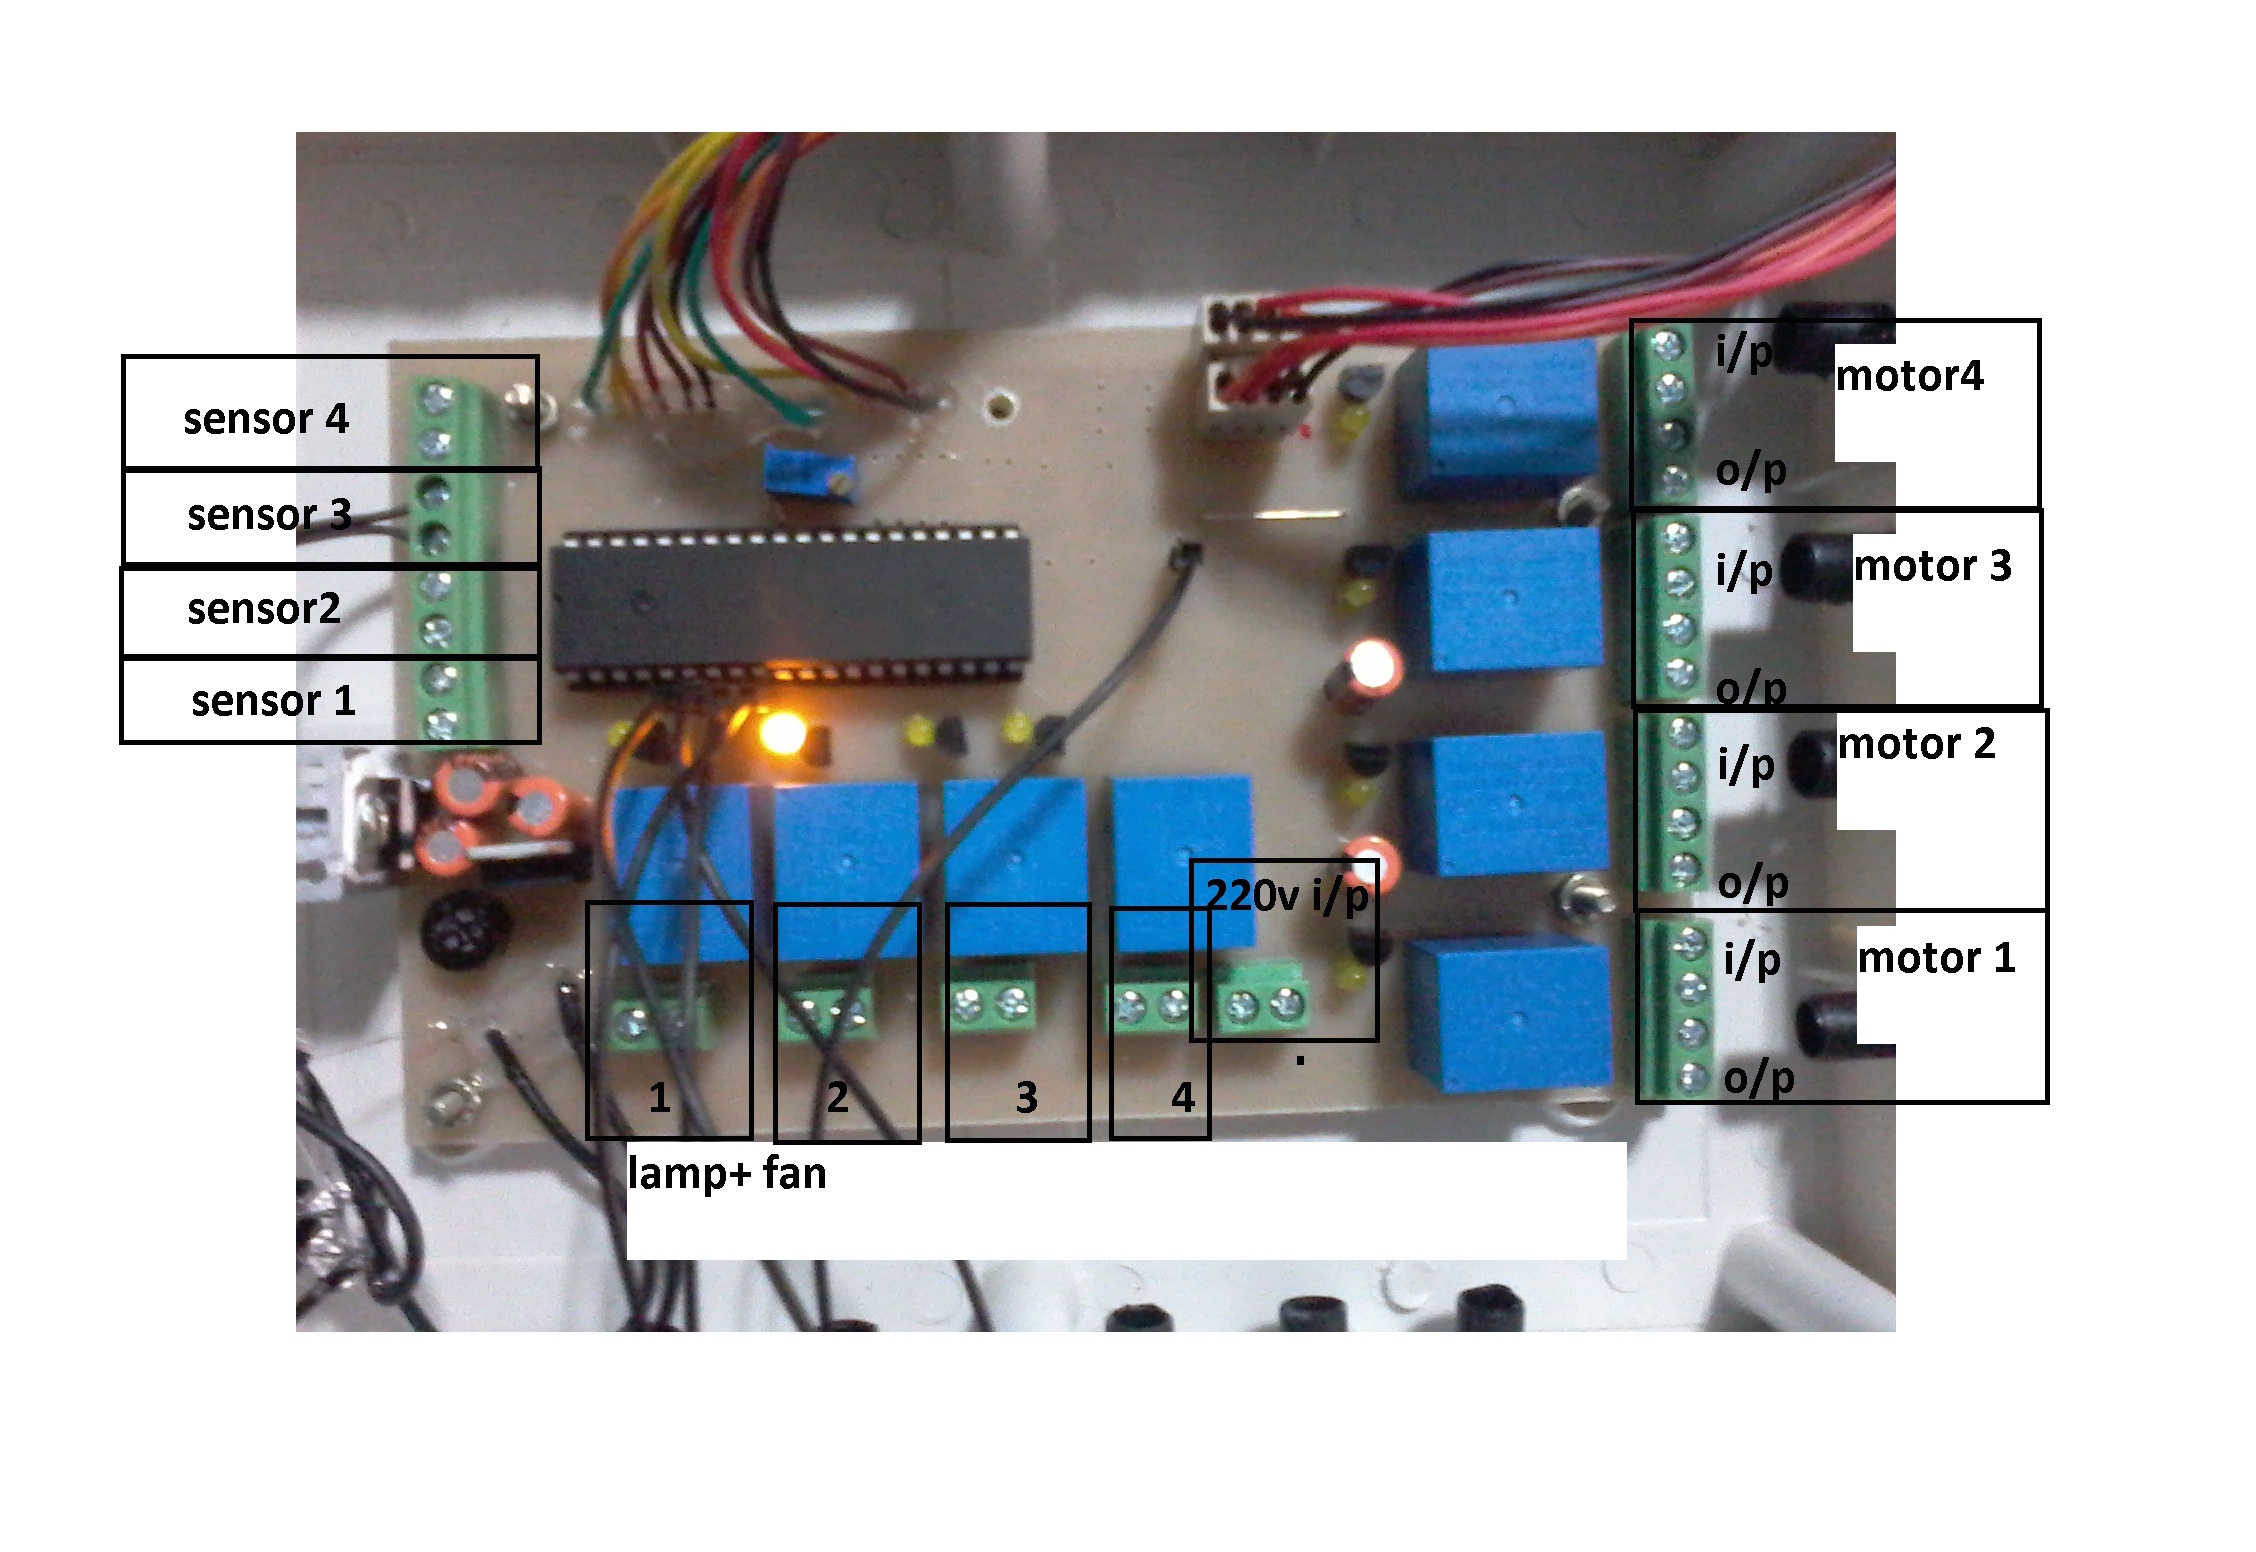 i/p
motor4
sensor 4
o/p
sensor 3
i/p
motor 3
sensor2
sensor 1
o/p
motor 2
i/p
220v i/p
o/p
i/p
motor 1
.
1
2
3
4
o/p
lamp+ fan